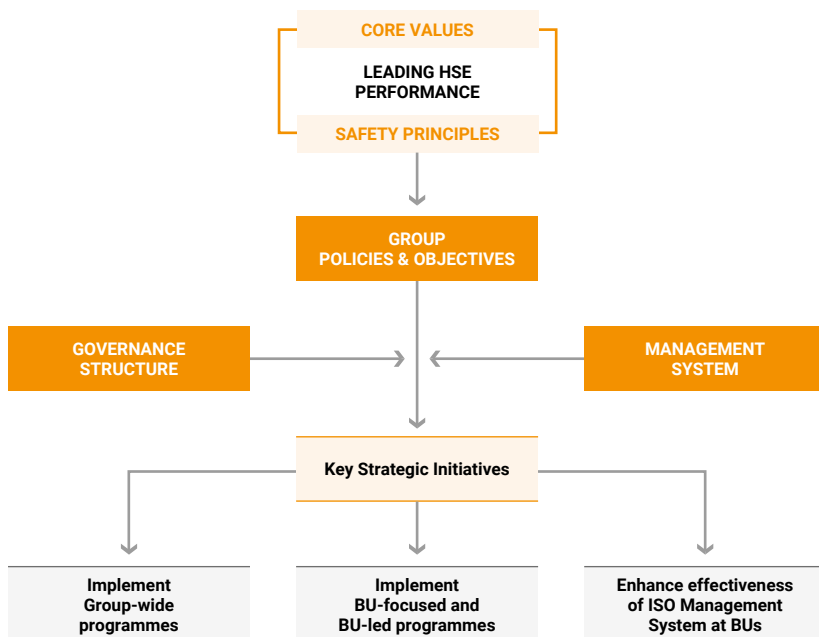 CORE VALUES
LEADING HSE
PERFORMANCE
SAFETY PRINCIPLES
GROUP
POLICIES & OBJECTIVES
GOVERNANCE
STRUCTURE
MANAGEMENT
SYSTEM
Key Strategic Initiatives
Implement
Group-wide
programmes
Implement
BU-focused and
BU-led programmes
Enhance effectiveness
of ISO Management
System at BUs